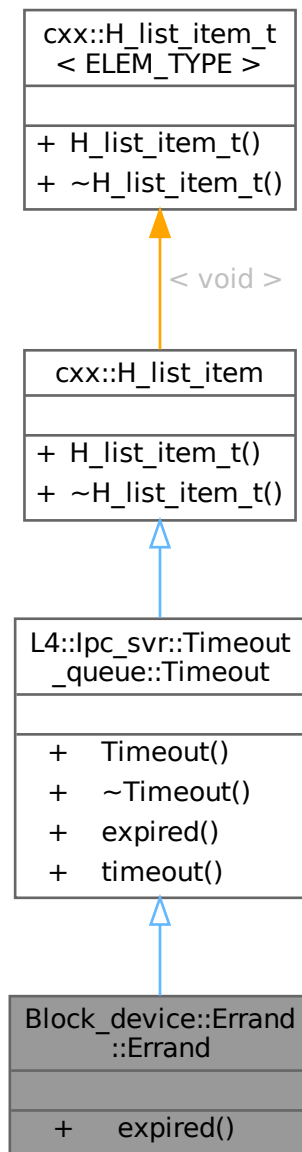 cxx::H_list_item_t
< ELEM_TYPE >
+ H_list_item_t()
+ ~H_list_item_t()
< void >
cxx::H_list_item
+ H_list_item_t()
+ ~H_list_item_t()
L4::Ipc_svr::Timeout
_queue::Timeout
+ Timeout()
+ ~Timeout()
+ expired()
+ timeout()
Block_device::Errand
::Errand
+ expired()